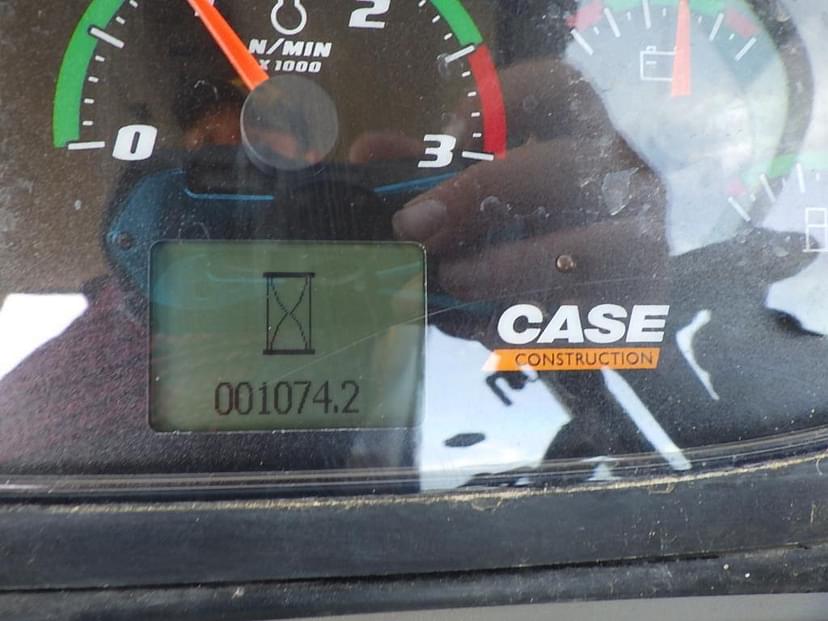 2
N/MIN
X 1000
0
3
CASE
CONSTRUCTION
001074.2